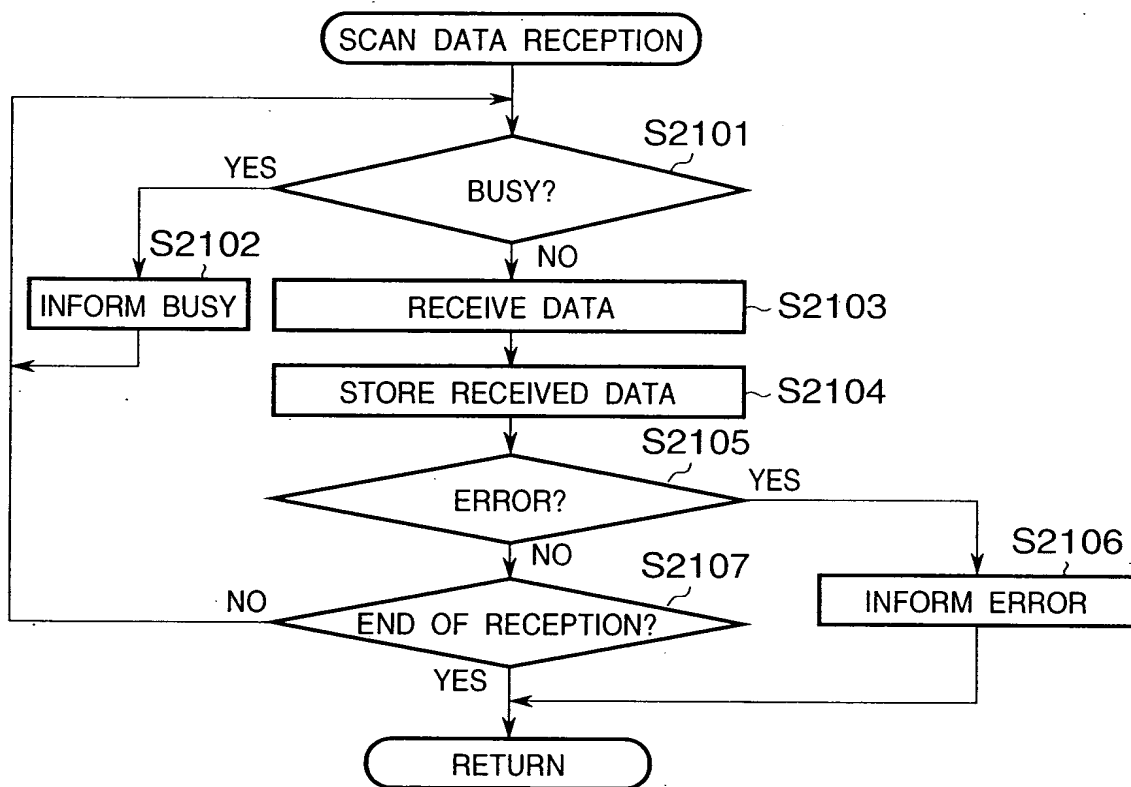 SCAN DATA RECEPTION
S2101
YES
BUSY?
S2102
NO
INFORM BUSY
RECEIVE DATA
S2103
STORE RECEIVED DATA
S2104
S2105
ERROR?
YES
NO
S2106
S2107
NO
END OF RECEPTION?
INFORM ERROR
YES
RETURN